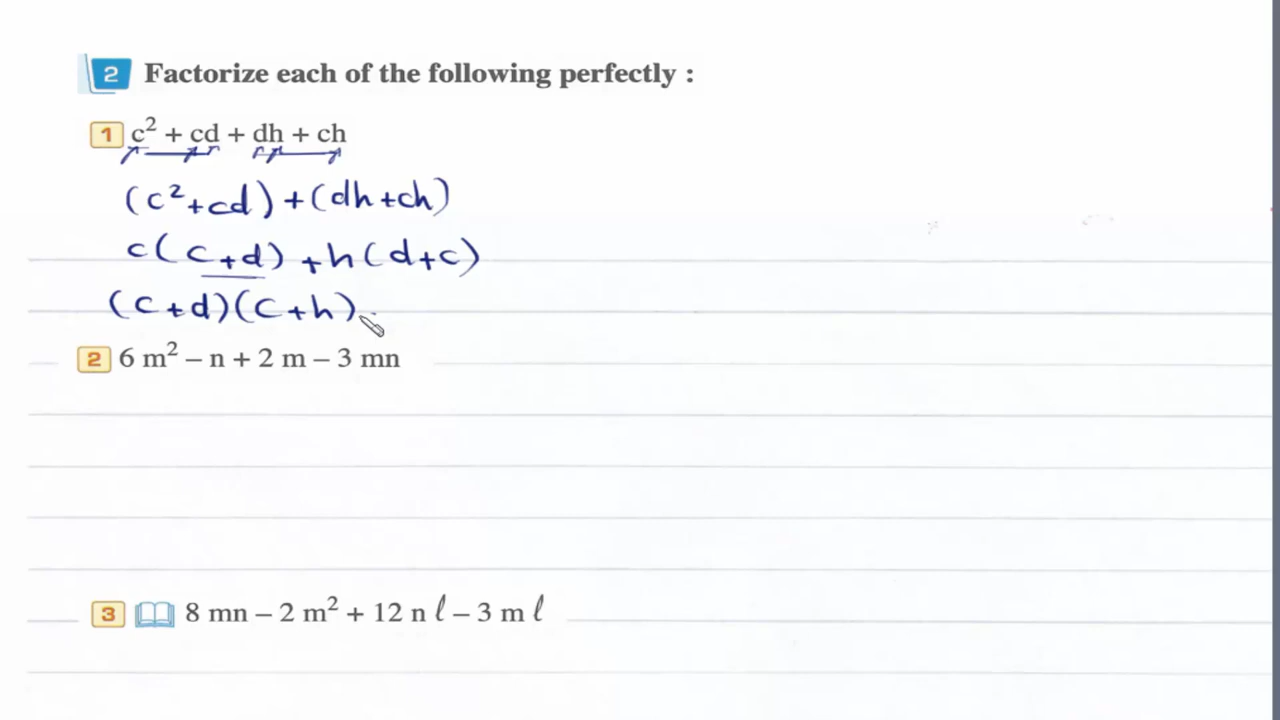 2 Factorize each of the following perfectly :
1 c² + cd + dh + ch
(c²+cd)+(dh+ch)
c(c+d)+h(d+c)
(c+d)(c+h)
2 6 m² – n + 2 m – 3 mn
3 8 mn – 2 m² + 12 n ℓ – 3 m ℓ